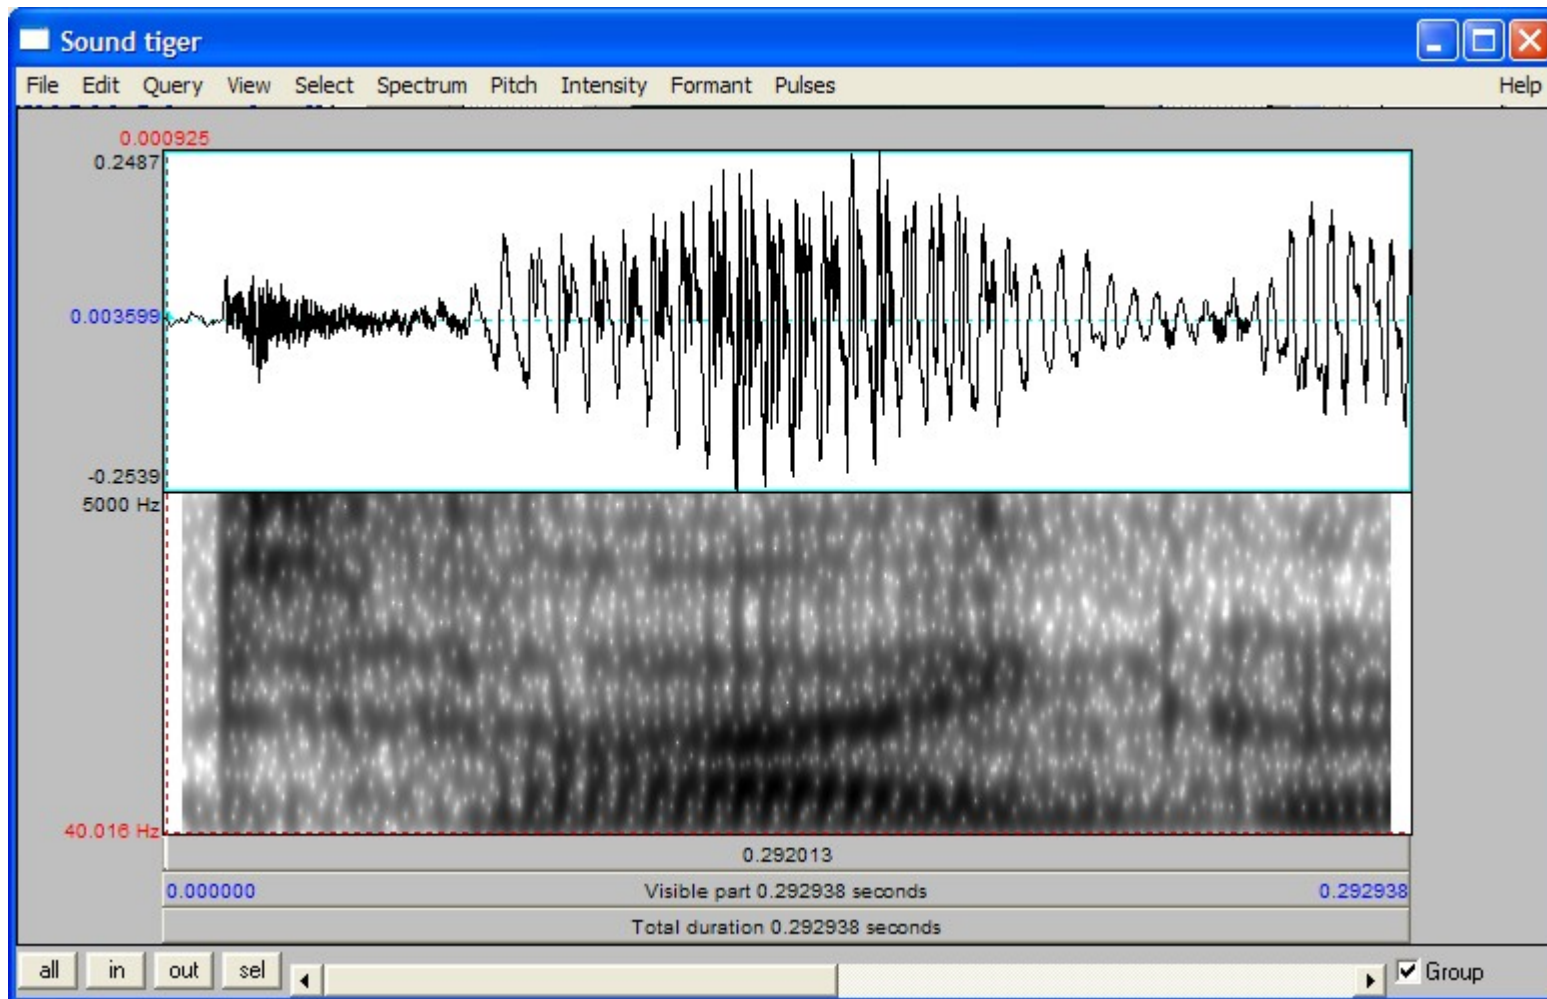 Sound tiger
File Edit Query View Select Spectrum Pitch Intensity Formant Pulses Help
0.000925
0.2487
0.003599
-0.2539
5000 Hz
40.016 Hz
0.292013
0.000000 Visible part 0.292938 seconds 0.292938
Total duration 0.292938 seconds
all in out sel Group